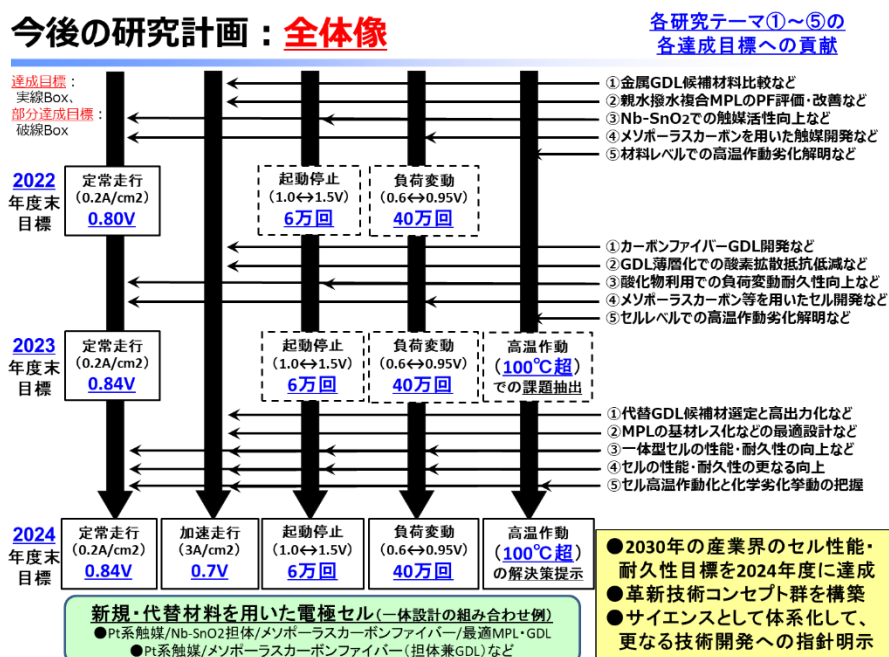 今後の研究計画：全体像
各研究テーマ①～⑤の
各達成目標への貢献
達成目標：
実線Box、
部分達成目標：
破線Box
①金属GDL候補材料比較など
②親水撥水複合MPLのPF評価・改善など
③Nb-SnO2での触媒活性向上など
④メソポーラスカーボンを用いた触媒開発など
⑤材料レベルでの高温作動劣化解明など
2022
年度末
目標
定常走行
（0.2A/cm2）
0.80V
起動停止
（1.0↔1.5V）
6万回
負荷変動
（0.6↔0.95V）
40万回
①カーボンファイバーGDL開発など
②GDL薄層化での酸素拡散抵抗低減など
③酸化物利用での負荷変動耐久性向上など
④メソポーラスカーボン等を用いたセル開発など
⑤セルレベルでの高温作動劣化解明など
2023
年度末
目標
定常走行
（0.2A/cm2）
0.84V
起動停止
（1.0↔1.5V）
6万回
負荷変動
（0.6↔0.95V）
40万回
高温作動
（100℃超）
での課題抽出
①代替GDL候補材選定と高出力化など
②MPLの基材レス化などの最適設計など
③一体型セルの性能・耐久性の向上など
④セルの性能・耐久性の更なる向上
⑤セル高温作動化と化学劣化挙動の把握
2024
年度末
目標
定常走行
（0.2A/cm2）
0.84V
加速走行
（3A/cm2）
0.7V
起動停止
（1.0↔1.5V）
6万回
負荷変動
（0.6↔0.95V）
40万回
高温作動
（100℃超）
の解決策提示
新規・代替材料を用いた電極セル（一体設計の組み合わせ例）
●Pt系触媒/Nb-SnO2担体/メソポーラスカーボンファイバー/最適MPL・GDL
●Pt系触媒/メソポーラスカーボンファイバー（担体兼GDL）など
●2030年の産業界のセル性能・
耐久性目標を2024年度に達成
●革新技術コンセプト群を構築
●サイエンスとして体系化して、
更なる技術開発への指針明示